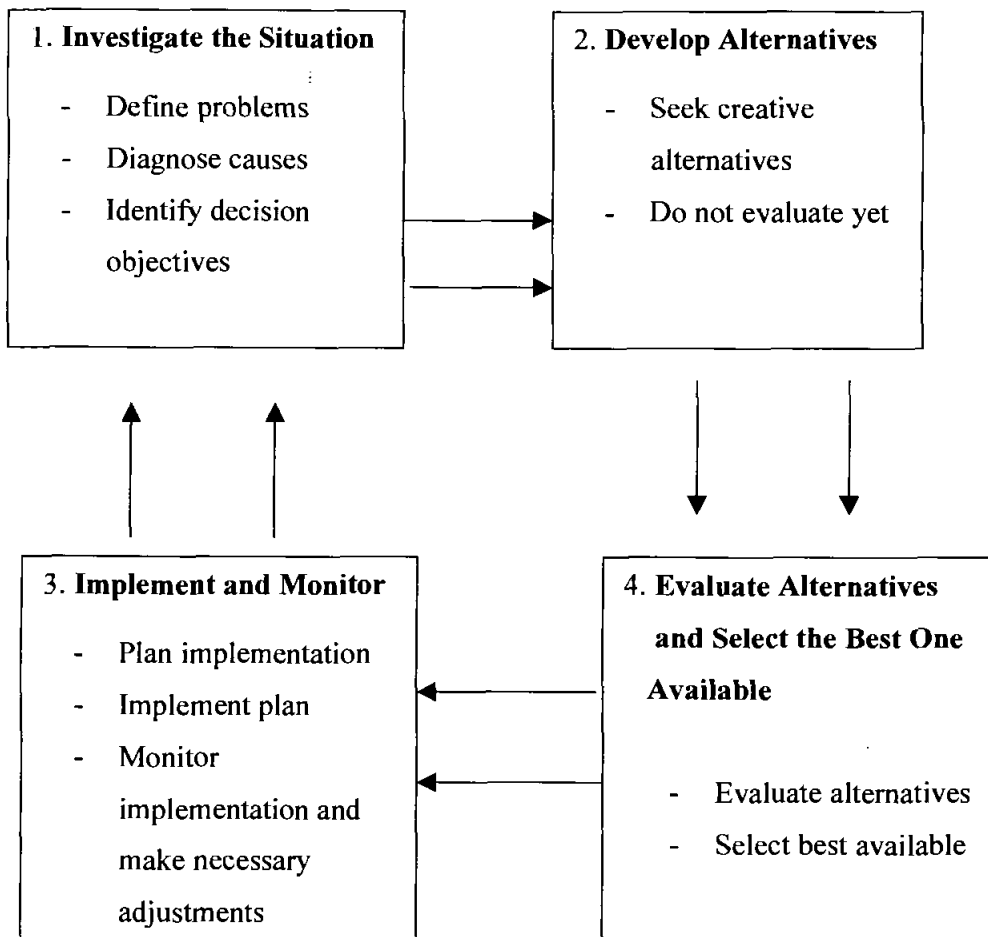 1. Investigate the Situation
- Define problems
- Diagnose causes
- Identify decision
objectives
2. Develop Alternatives
- Seek creative
alternatives
- Do not evaluate yet
3. Implement and Monitor
- Plan implementation
- Implement plan
- Monitor
implementation and
make necessary
adjustments
4. Evaluate Alternatives
and Select the Best One
Available
- Evaluate alternatives
- Select best available